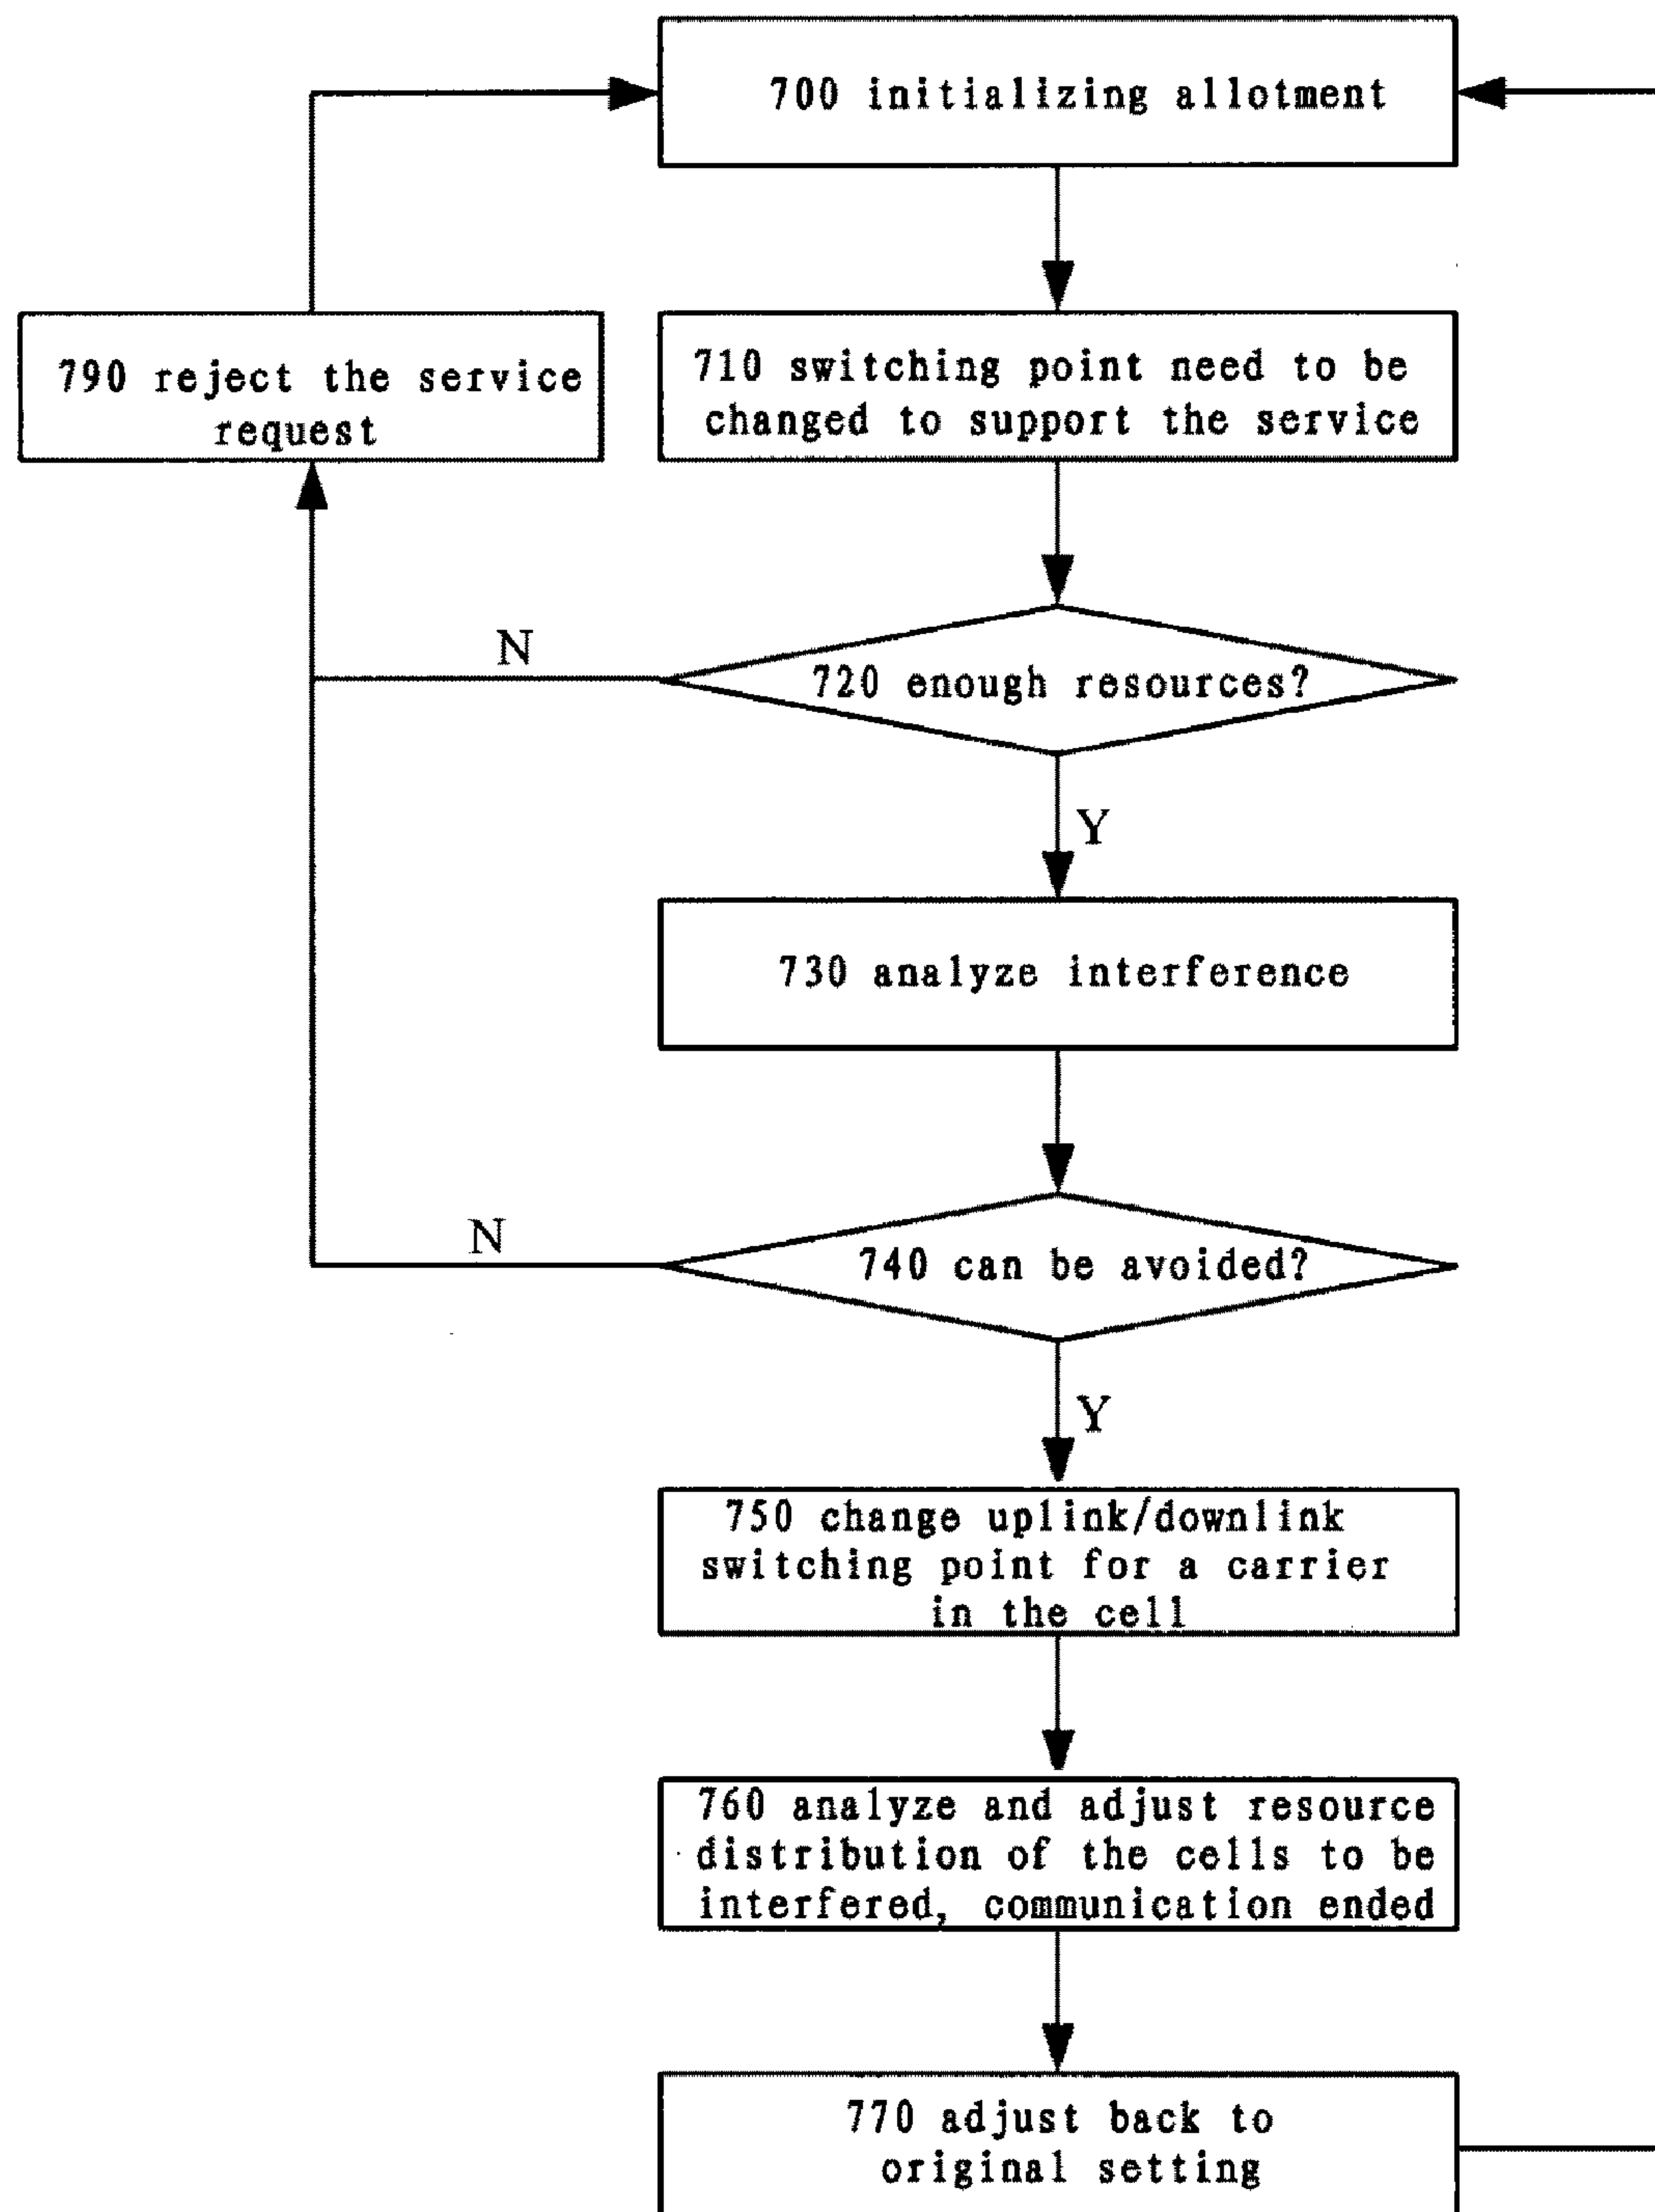 700 initializing allotment
790 reject the service
request
710 switching point need to be
changed to support the service
N
720 enough resources?
Y
730 analyze interference
N
740 can be avoided?
Y
750 change uplink/downlink
switching point for a carrier
in the cell
760 analyze and adjust resource
distribution of the cells to be
interfered, communication ended
770 adjust back to
original setting